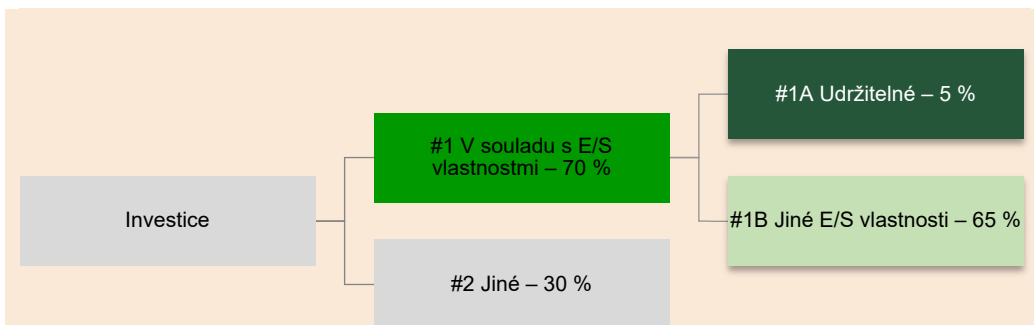 #1A Udržitelné – 5 %
#1 V souladu s E/S
vlastnostmi – 70 %
Investice
#1B Jiné E/S vlastnosti – 65 %
#2 Jiné – 30 %